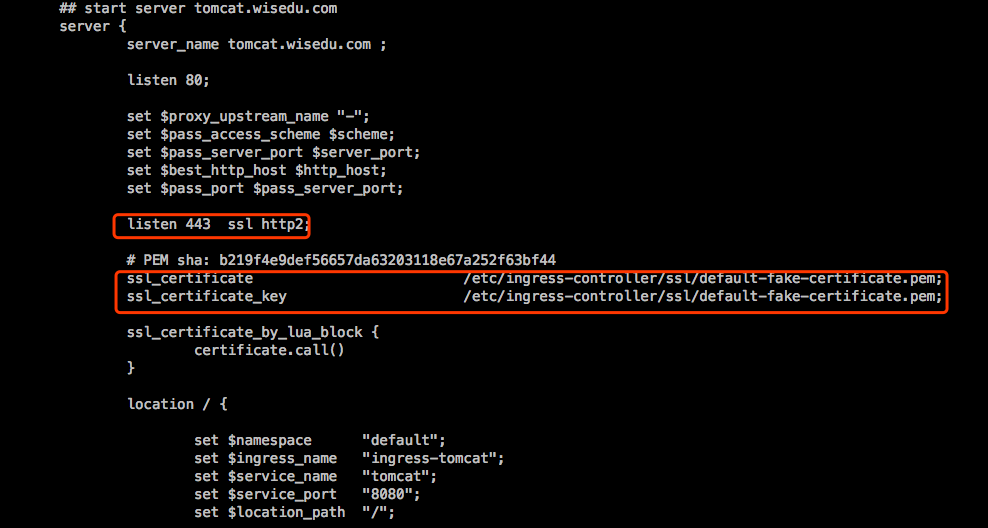 ## start server tomcat.wisedu.com
server {
server_name tomcat.wisedu.com ;
listen 80;
set $proxy_upstream_name "-";
set $pass_access_scheme $scheme;
set $pass_server_port $server_port;
set $best_http_host $http_host;
set $pass_port $pass_server_port;
listen 443  ssl http2;
# PEM sha: b219f4e9def56657da63203118e67a252f63bf44
ssl_certificate                         /etc/ingress-controller/ssl/default-fake-certificate.pem;
ssl_certificate_key                     /etc/ingress-controller/ssl/default-fake-certificate.pem;
ssl_certificate_by_lua_block {
certificate.call()
}
location / {
set $namespace      "default";
set $ingress_name   "ingress-tomcat";
set $service_name   "tomcat";
set $service_port   "8080";
set $location_path  "/";